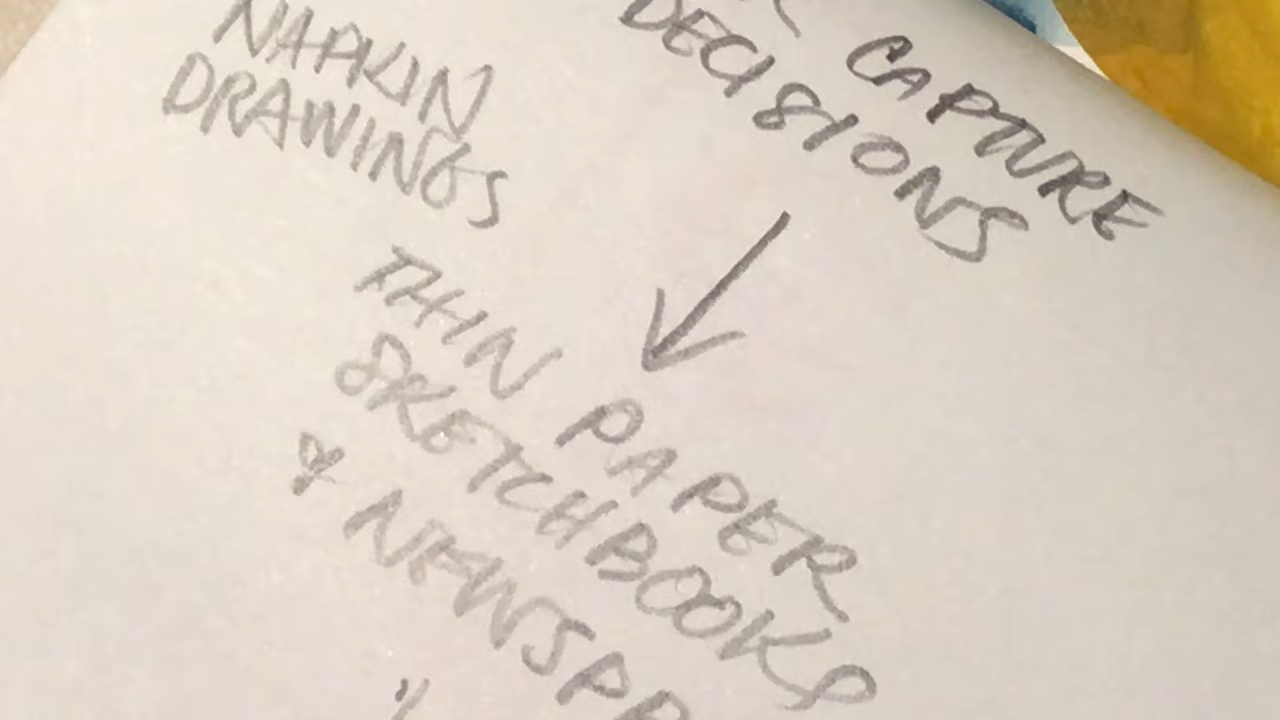 NAPKIN
DRAWINGS
CAPTURE
DECISIONS
THIN PAPER
SKETCHBOOKS
&